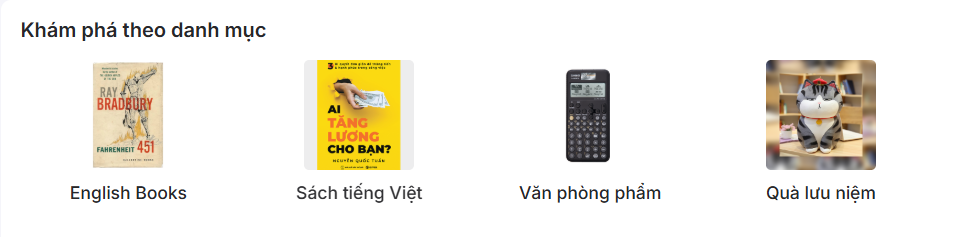 Khám phá theo danh mục
RAY
BRADBURY
FAHRENHEIT 451
AI
TĂNG
LƯƠNG
CHO BẠN?
NGUYỄN QUỐC TUẤN
English Books
Sách tiếng Việt
Văn phòng phẩm
Quà lưu niệm